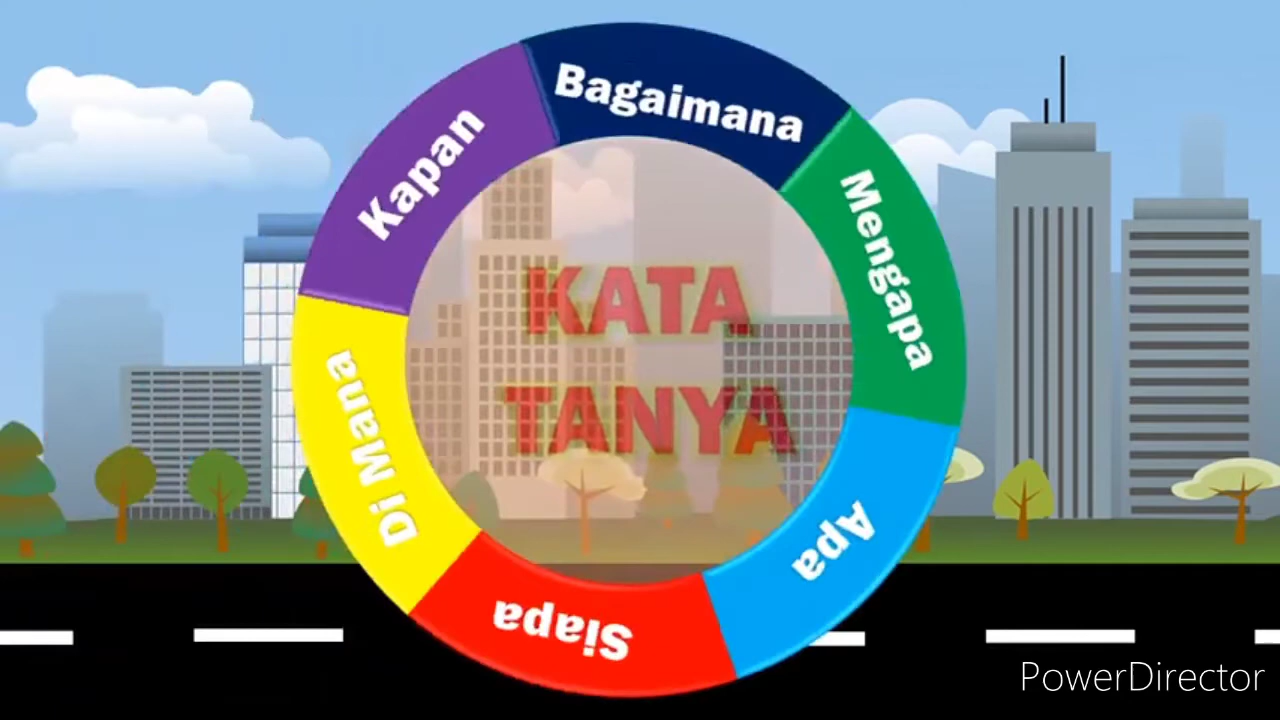 Bagaimana
Mengapa
Apa
Siapa
Di Mana
Kapan
KATA
TANYA
PowerDirector